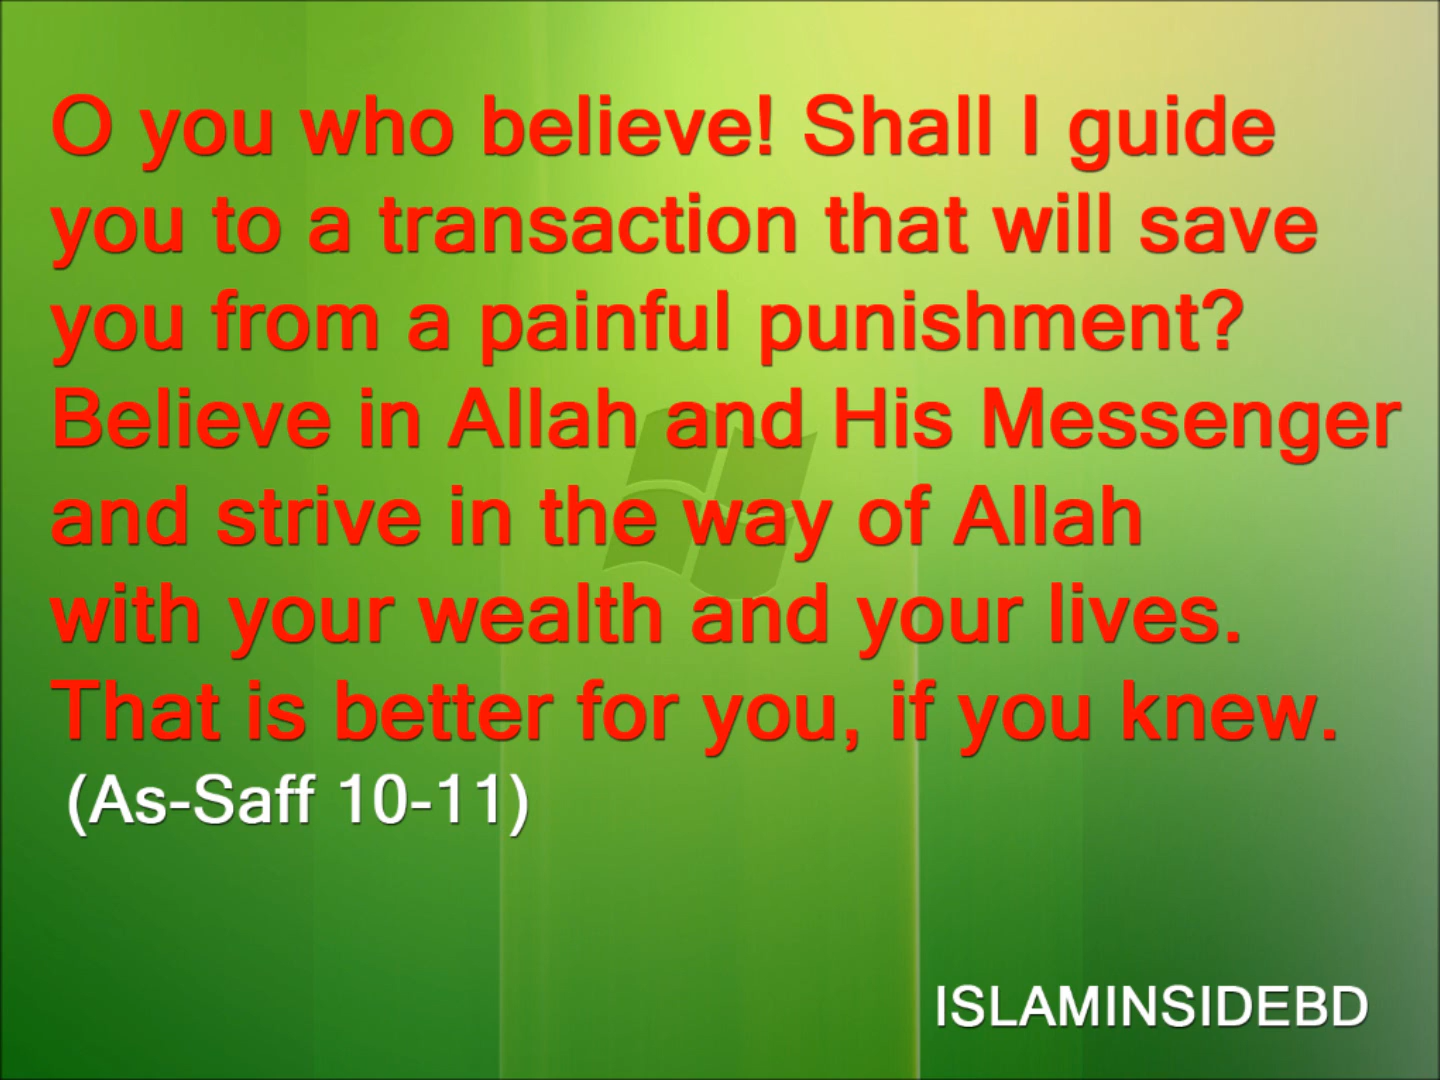 O you who believe! Shall I guide
you to a transaction that will save
you from a painful punishment?
Believe in Allah and His Messenger
and strive in the way of Allah
with your wealth and your lives.
That is better for you, if you knew.
(As-Saff 10-11)
ISLAMINSIDEBD